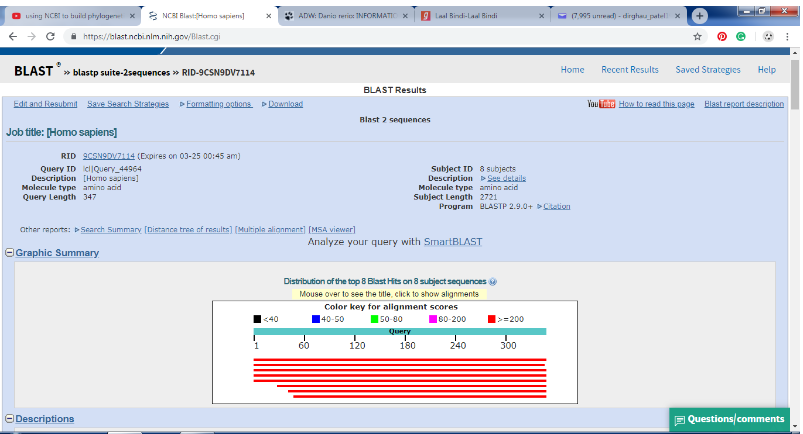 using NCBI to build phylogenet
NCBI Blast:[Homo sapiens]
ADW: Danio rerio: INFORMATIO
Laal Bindi-Laal Bindi
(7,995 unread) - dirghau_patel
https://blast.ncbi.nlm.nih.gov/Blast.cgi
BLAST ® » blastp suite-2sequences » RID-9CSN9DV7114
Home Recent Results Saved Strategies Help
BLAST Results
Edit and Resubmit Save Search Strategies Formatting options Download
YouTube How to read this page Blast report description
Blast 2 sequences
Job title: [Homo sapiens]
RID 9CSN9DV7114 (Expires on 03-25 00:45 am)
Query ID lcl|Query_44964
Description [Homo sapiens]
Molecule type amino acid
Query Length 347
Subject ID 8 subjects
Description See details
Molecule type amino acid
Subject Length 2721
Program BLASTP 2.9.0+ Citation
Other reports: Search Summary [Distance tree of results] [Multiple alignment] [MSA viewer]
Analyze your query with SmartBLAST
Graphic Summary
Distribution of the top 8 Blast Hits on 8 subject sequences
Mouse over to see the title, click to show alignments
Color key for alignment scores
<40 40-50 50-80 80-200 >=200
Query
1 60 120 180 240 300
Descriptions
Questions/comments